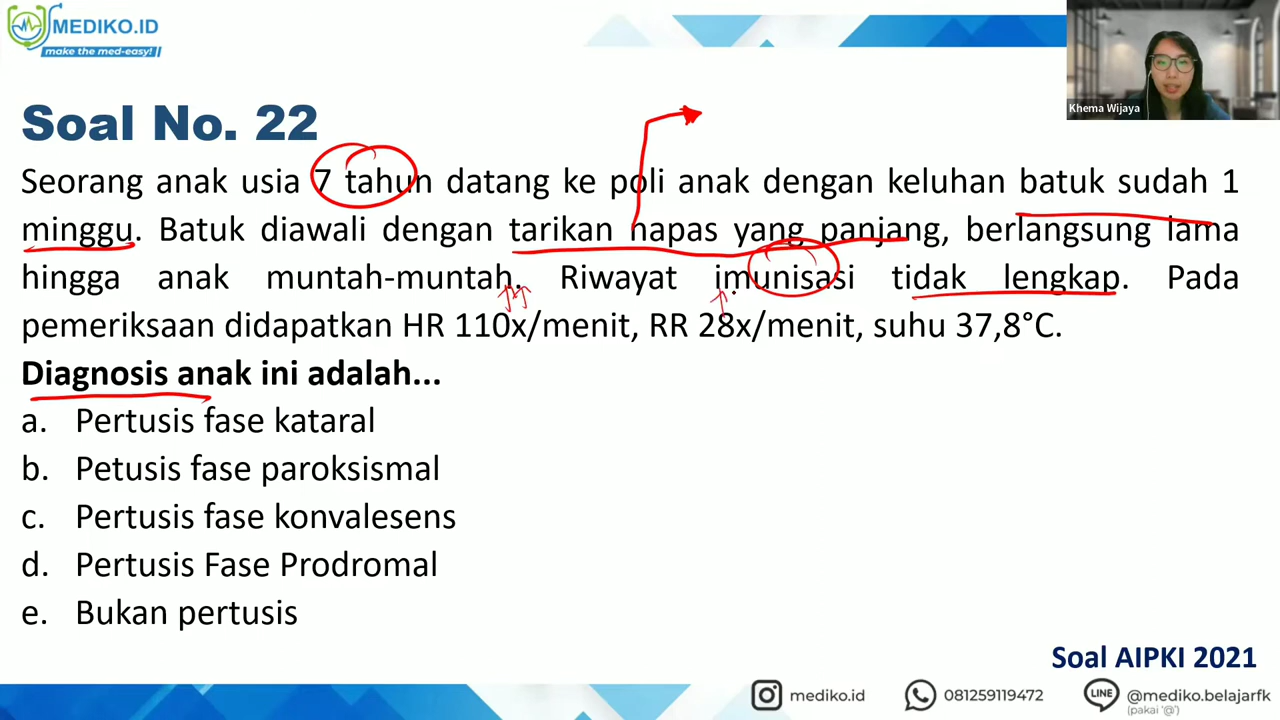 MEDIKO.ID
make the med-easy!
Khema Wijaya
Soal No. 22
Seorang anak usia 7 tahun datang ke poli anak dengan keluhan batuk sudah 1
minggu. Batuk diawali dengan tarikan napas yang panjang, berlangsung lama
hingga anak muntah-muntah. Riwayat imunisasi tidak lengkap. Pada
pemeriksaan didapatkan HR 110x/menit, RR 28x/menit, suhu 37,8°C.
Diagnosis anak ini adalah...
a. Pertusis fase kataral
b. Petusis fase paroksismal
c. Pertusis fase konvalesens
d. Pertusis Fase Prodromal
e. Bukan pertusis
Soal AIPKI 2021
mediko.id
081259119472
LINE
@mediko.belajarfk
(pakai '@')